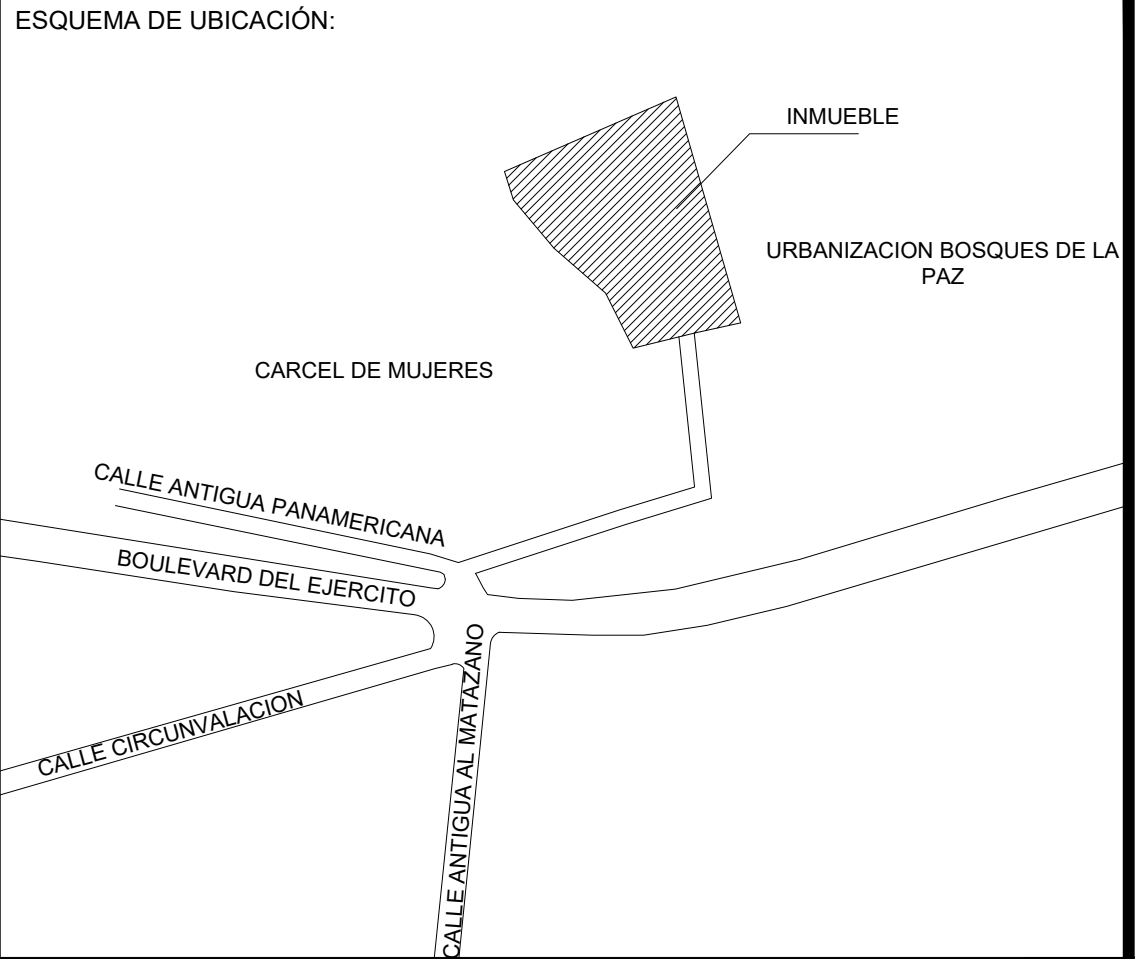 ESQUEMA DE UBICACIÓN:
INMUEBLE
URBANIZACION BOSQUES DE LA
PAZ
CARCEL DE MUJERES
CALLE ANTIGUA PANAMERICANA
BOULEVARD DEL EJERCITO
CALLE CIRCUNVALACION
CALLE ANTIGUA AL MATAZANO